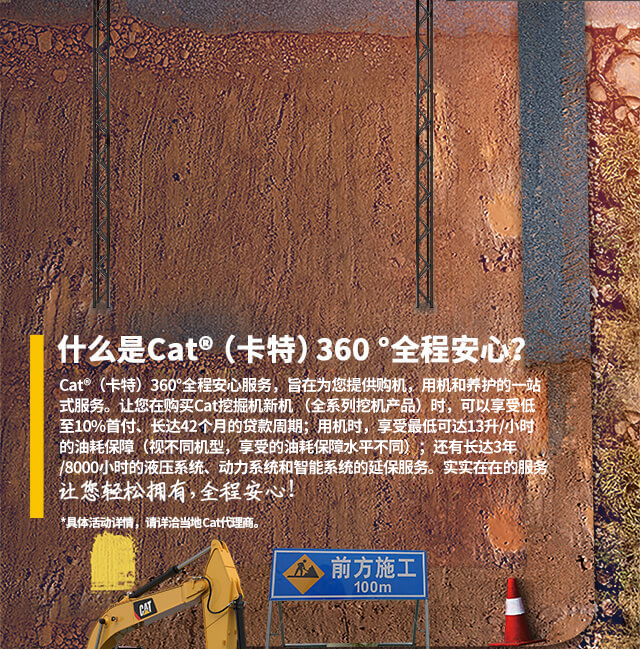 什么是Cat®（卡特）360 °全程安心？
Cat®（卡特）360°全程安心服务，旨在为您提供购机，用机和养护的一站
式服务。让您在购买Cat挖掘机新机 （全系列挖机产品）时，可以享受低
至10%首付、长达42个月的贷款周期；用机时，享受最低可达13升/小时
的油耗保障（视不同机型，享受的油耗保障水平不同）；还有长达3年
/8000小时的液压系统、动力系统和智能系统的延保服务。实实在在的服务
让您轻松拥有,全程安心!
*具体活动详情，请详洽当地Cat代理商。
前方施工
100m
CAT